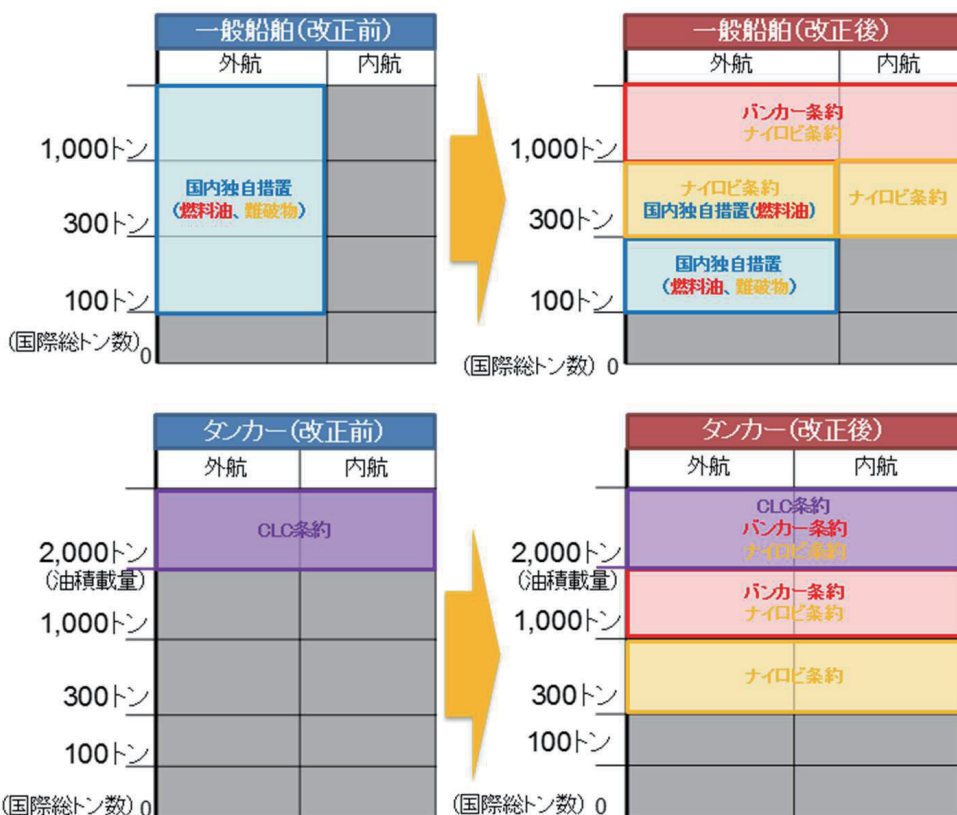 一般船舶(改正前)
外航
内航
1,000トン
300トン
100トン
(国際総トン数)
0
国内独自措置
(燃料油、難破物)
一般船舶(改正後)
外航
内航
1,000トン
300トン
100トン
(国際総トン数)
0
バンカー条約
ナイロビ条約
ナイロビ条約
国内独自措置(燃料油)
ナイロビ条約
国内独自措置
(燃料油、難破物)
タンカー(改正前)
外航
内航
2,000トン
(油積載量)
1,000トン
300トン
100トン
(国際総トン数)
0
CLC条約
タンカー(改正後)
外航
内航
2,000トン
(油積載量)
1,000トン
300トン
100トン
(国際総トン数)
0
CLC条約
バンカー条約
ナイロビ条約
バンカー条約
ナイロビ条約
ナイロビ条約